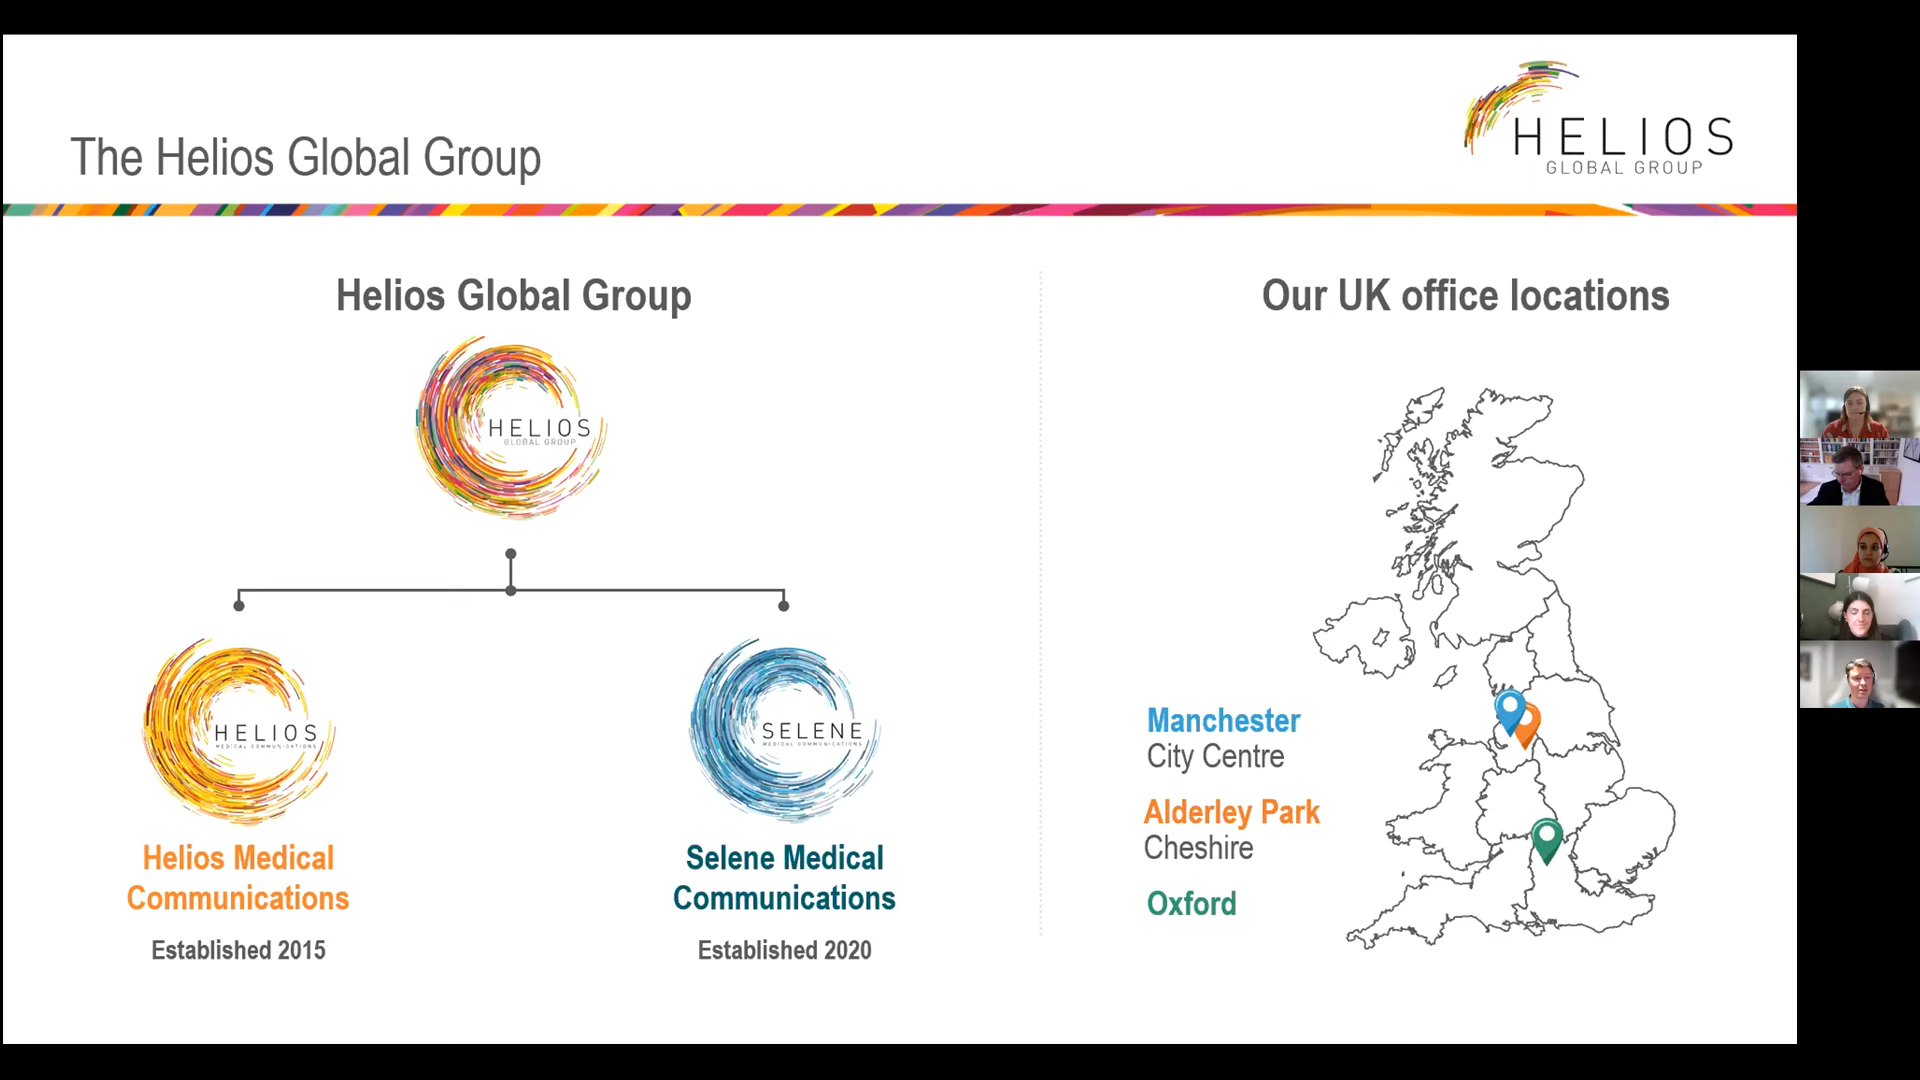 The Helios Global Group
HELIOS
GLOBAL GROUP
Helios Global Group
HELIOS
GLOBAL GROUP
HELIOS
MEDICAL COMMUNICATIONS
Helios Medical
Communications
Established 2015
SELENE
MEDICAL COMMUNICATIONS
Selene Medical
Communications
Established 2020
Our UK office locations
Manchester
City Centre
Alderley Park
Cheshire
Oxford